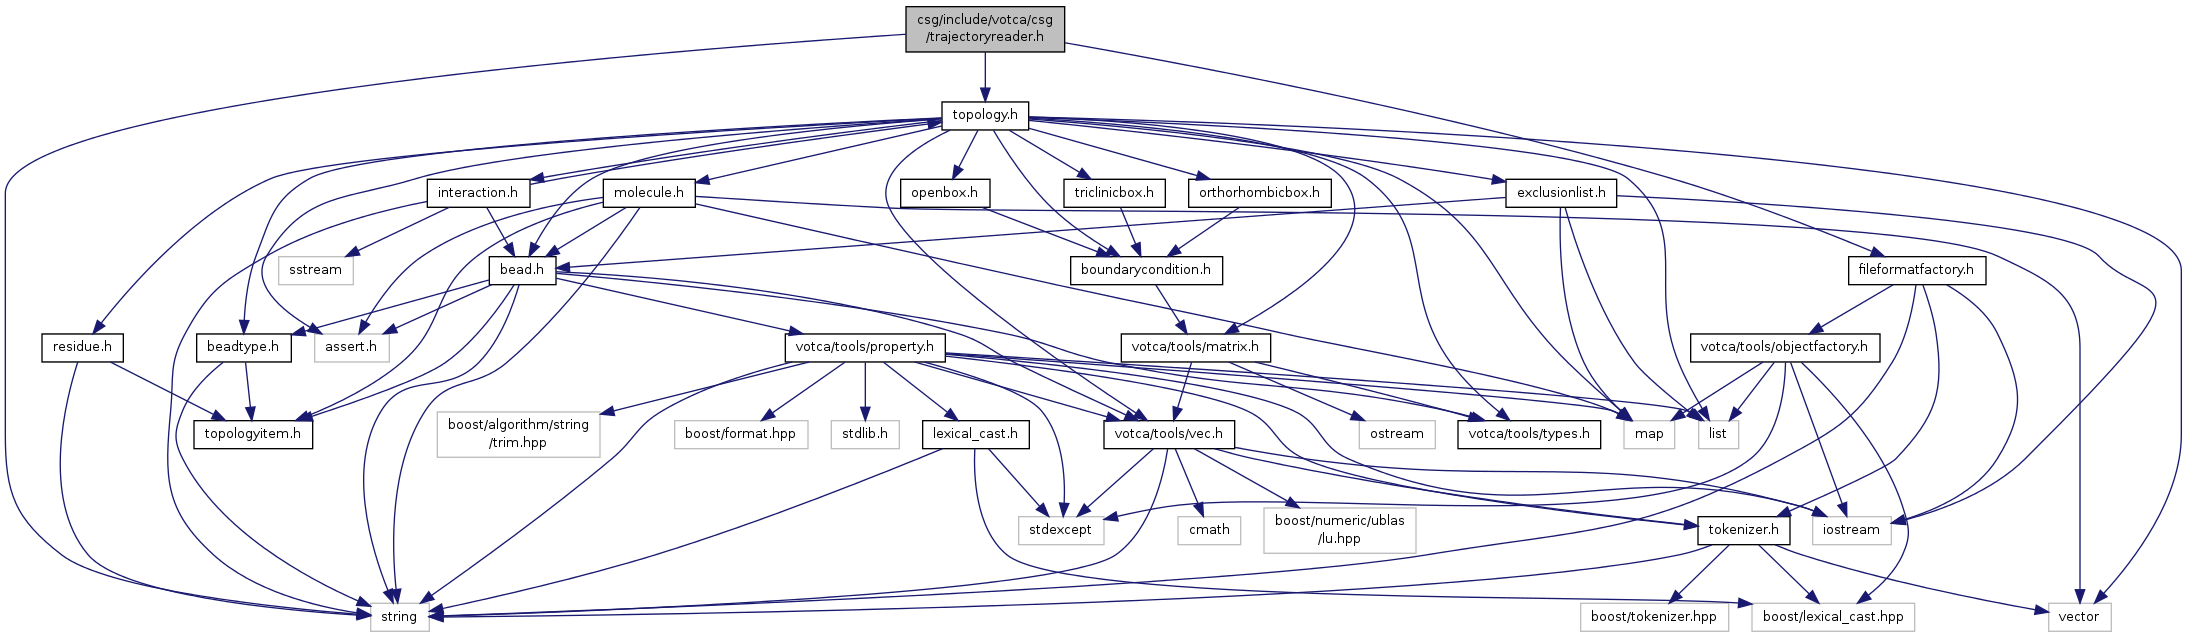 csg/include/votca/csg
/trajectoryreader.h
topology.h
interaction.h
molecule.h
openbox.h
triclinicbox.h
orthorhombicbox.h
exclusionlist.h
sstream
bead.h
boundarycondition.h
fileformatfactory.h
residue.h
beadtype.h
assert.h
votca/tools/property.h
votca/tools/matrix.h
votca/tools/objectfactory.h
topologyitem.h
boost/algorithm/string
/trim.hpp
boost/format.hpp
stdlib.h
lexical_cast.h
votca/tools/vec.h
ostream
votca/tools/types.h
map
list
stdexcept
cmath
boost/numeric/ublas
/lu.hpp
tokenizer.h
iostream
string
boost/tokenizer.hpp
boost/lexical_cast.hpp
vector